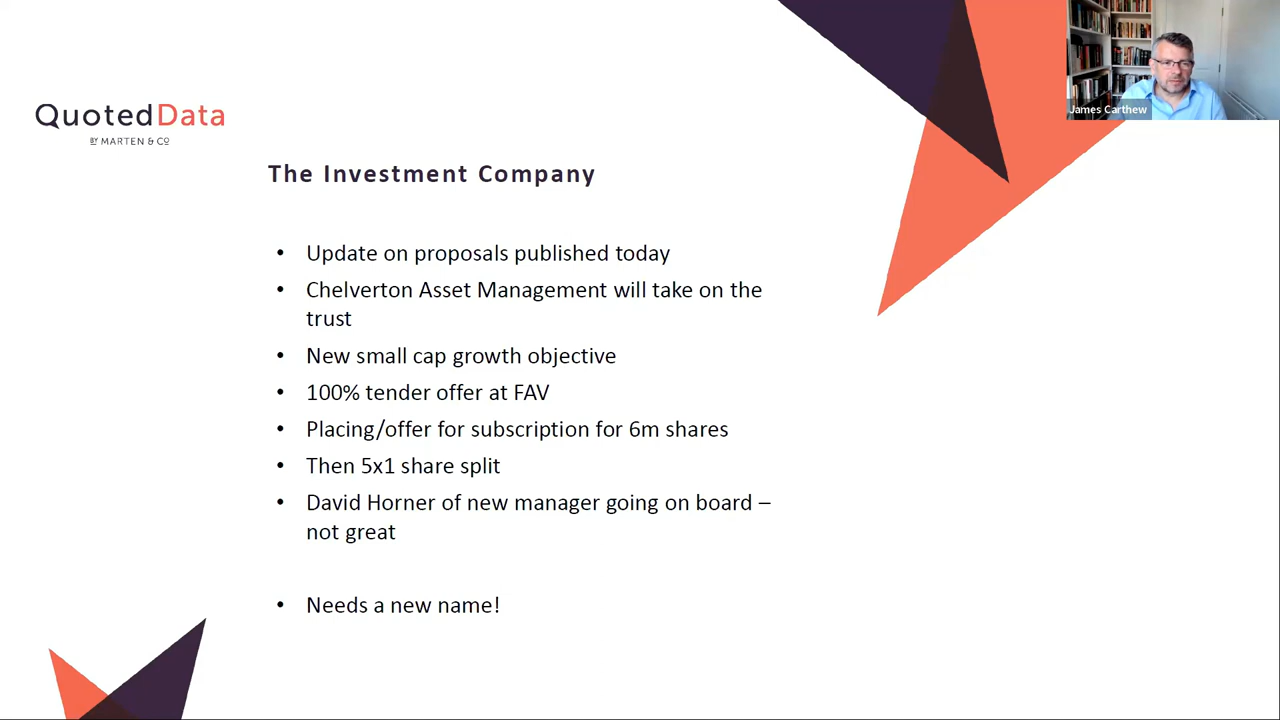 James Carthew
QuotedData
BY MARTEN & CO
The Investment Company
• Update on proposals published today
• Chelverton Asset Management will take on the
trust
• New small cap growth objective
• 100% tender offer at FAV
• Placing/offer for subscription for 6m shares
• Then 5x1 share split
• David Horner of new manager going on board –
not great
• Needs a new name!